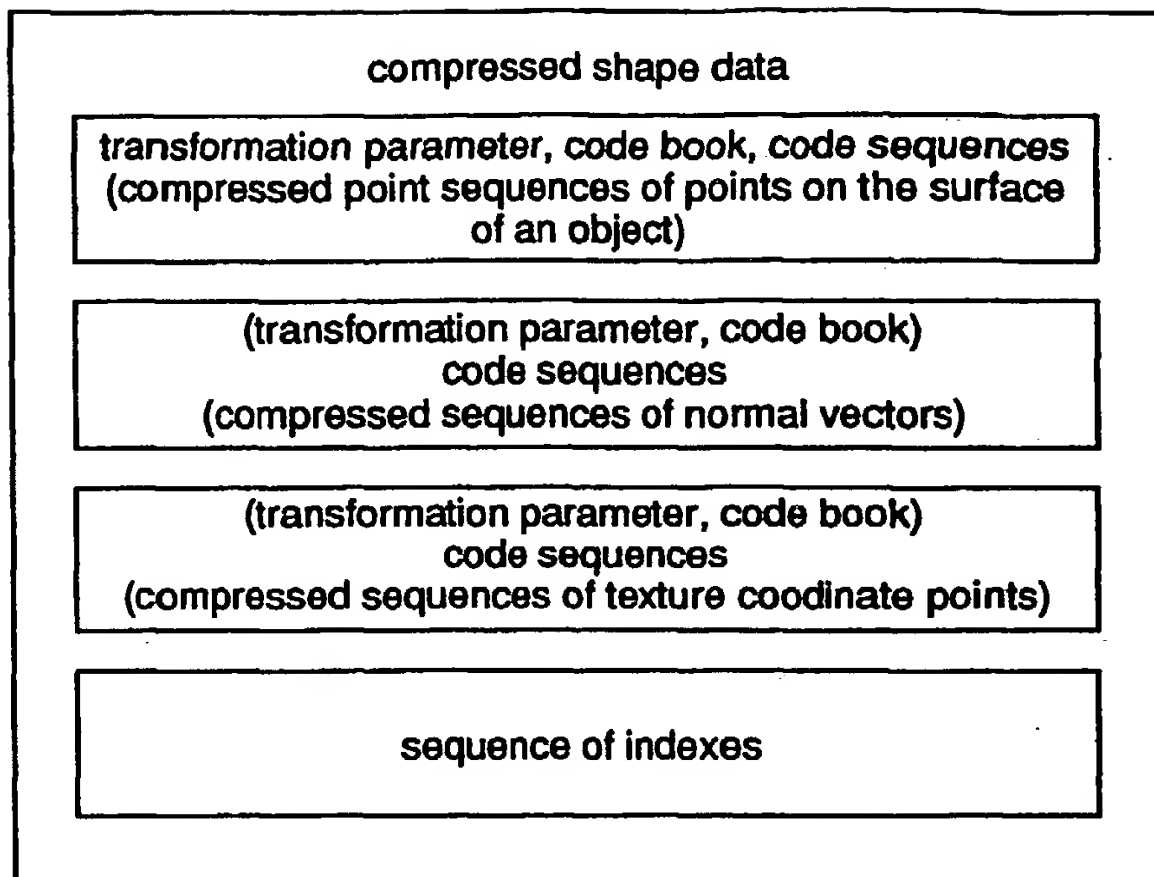 compressed shape data
transformation parameter, code book, code sequences
(compressed point sequences of points on the surface
of an object)
(transformation parameter, code book)
code sequences
(compressed sequences of normal vectors)
(transformation parameter, code book)
code sequences
(compressed sequences of texture coodinate points)
sequence of indexes